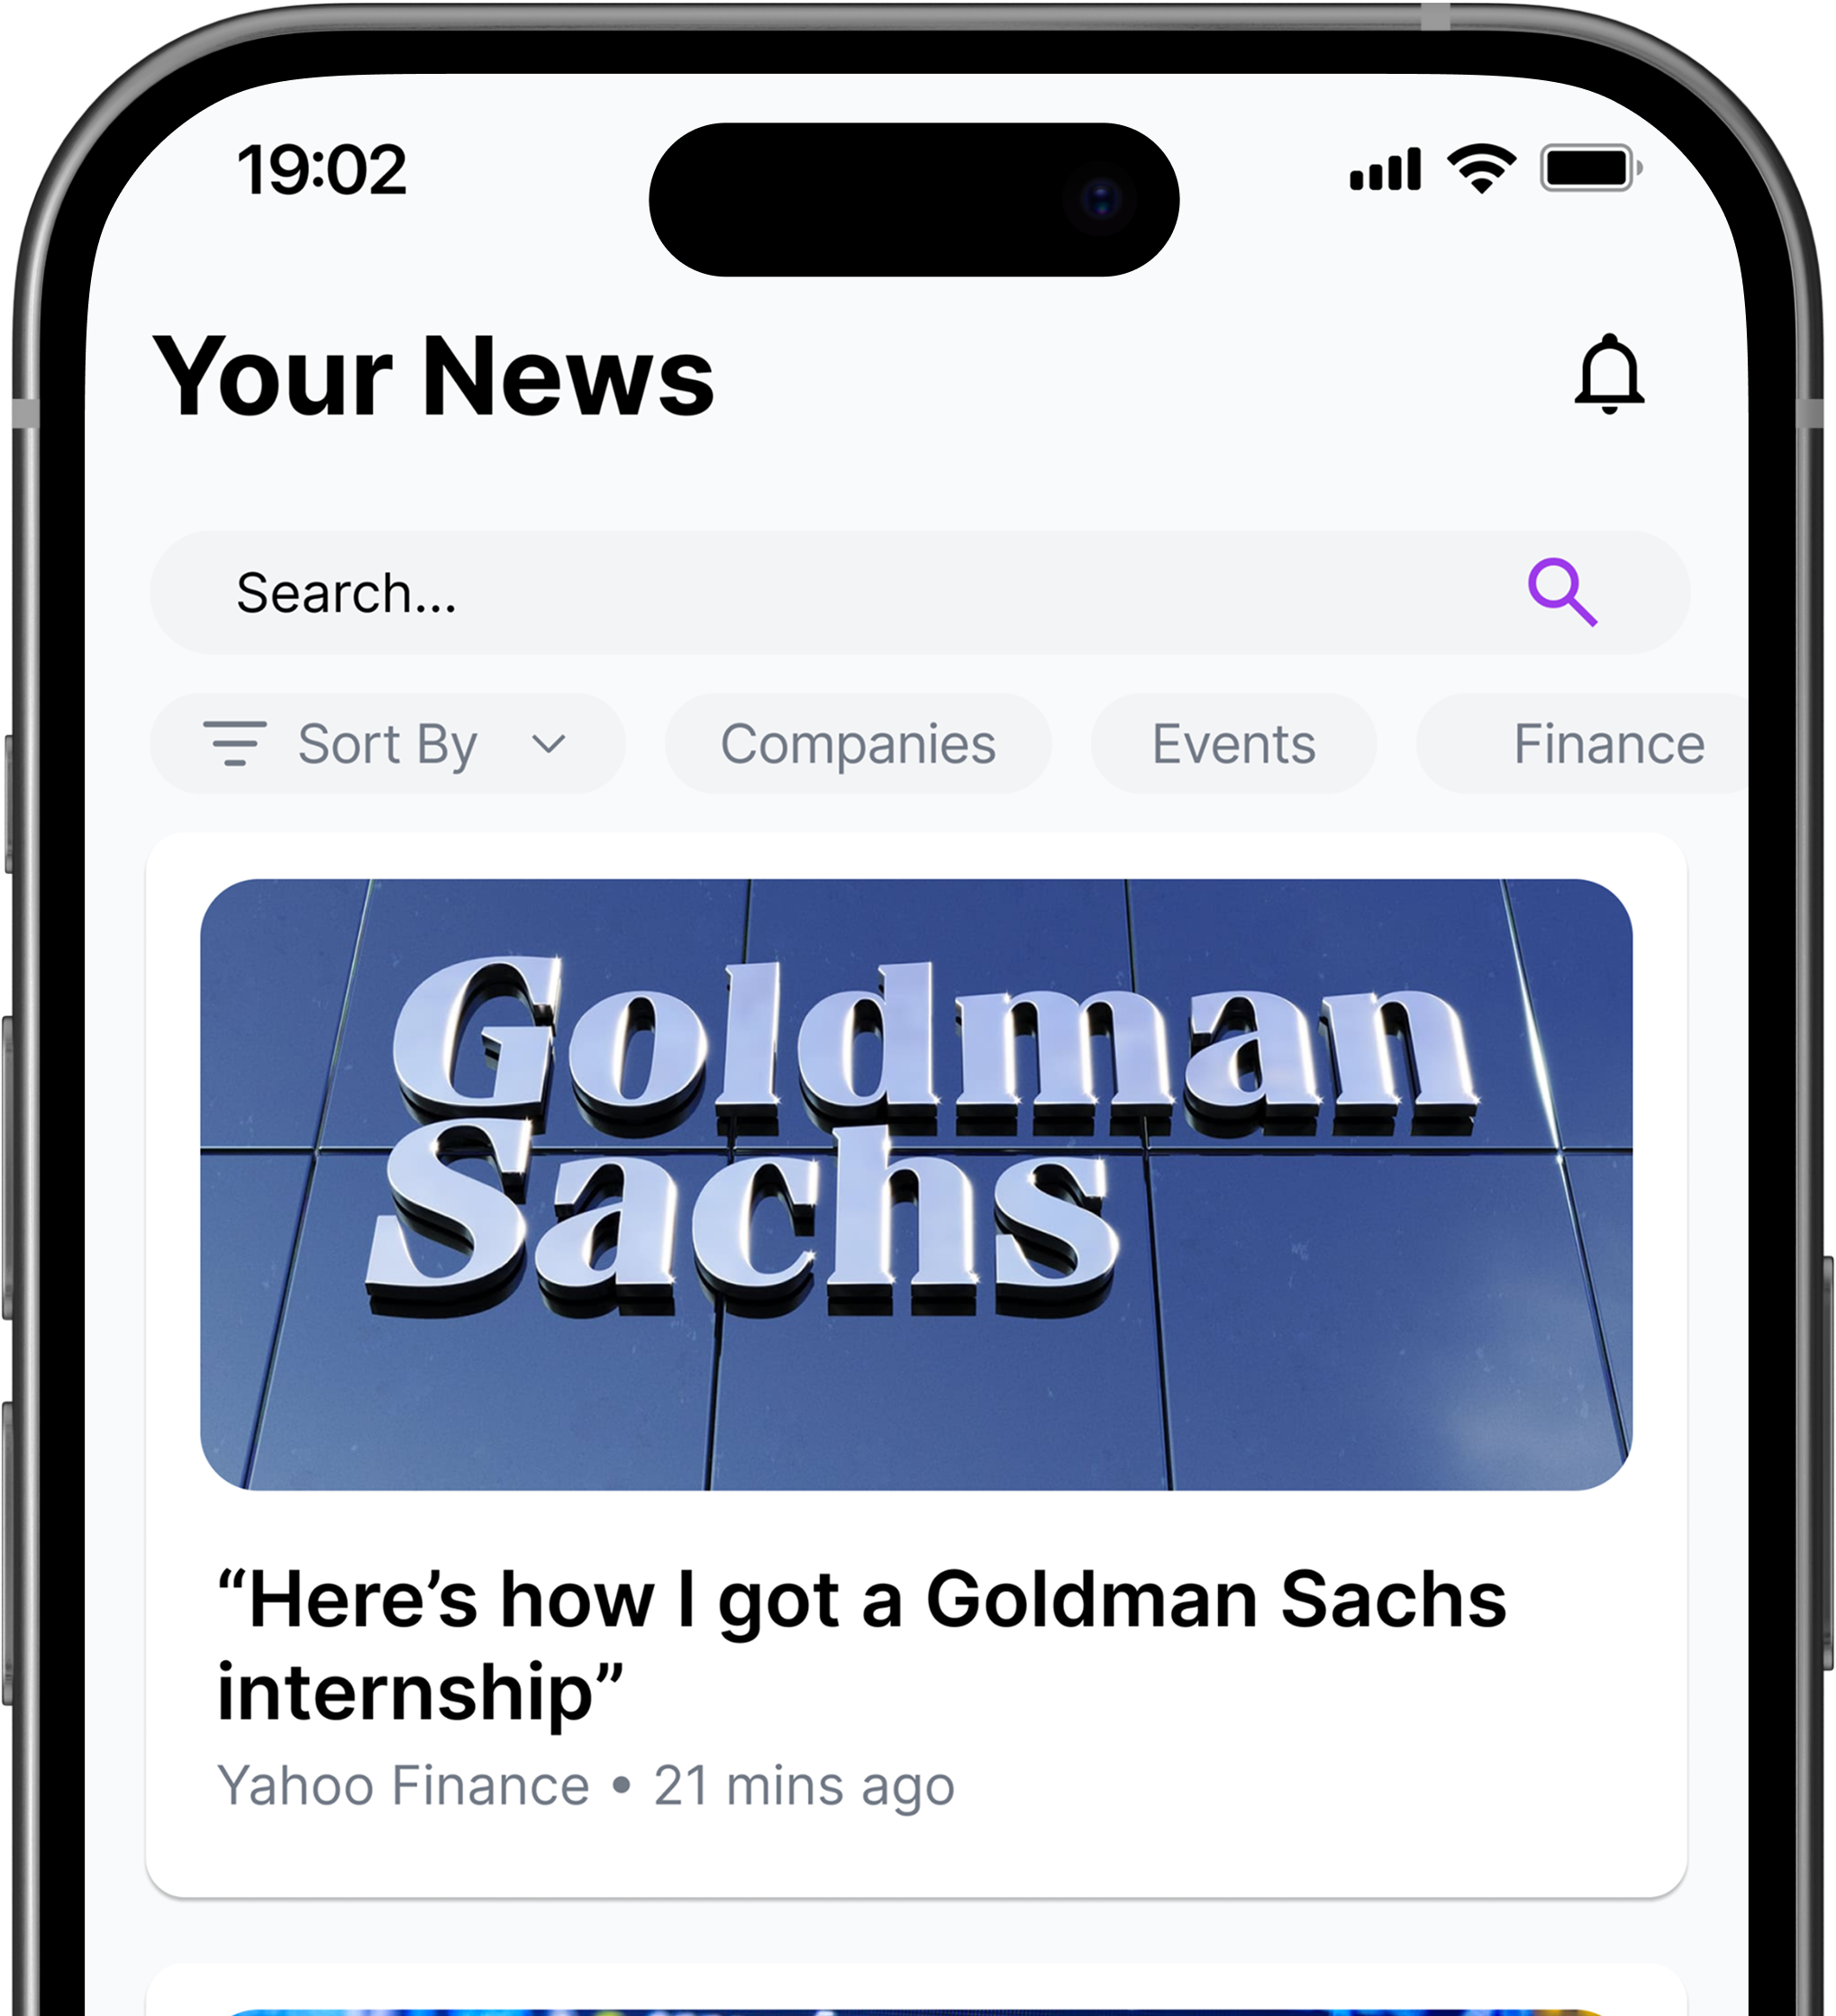 19:02
Your News
Search...
Sort By
Companies
Events
Finance
Goldman
Sachs
“Here’s how I got a Goldman Sachs
internship”
Yahoo Finance • 21 mins ago